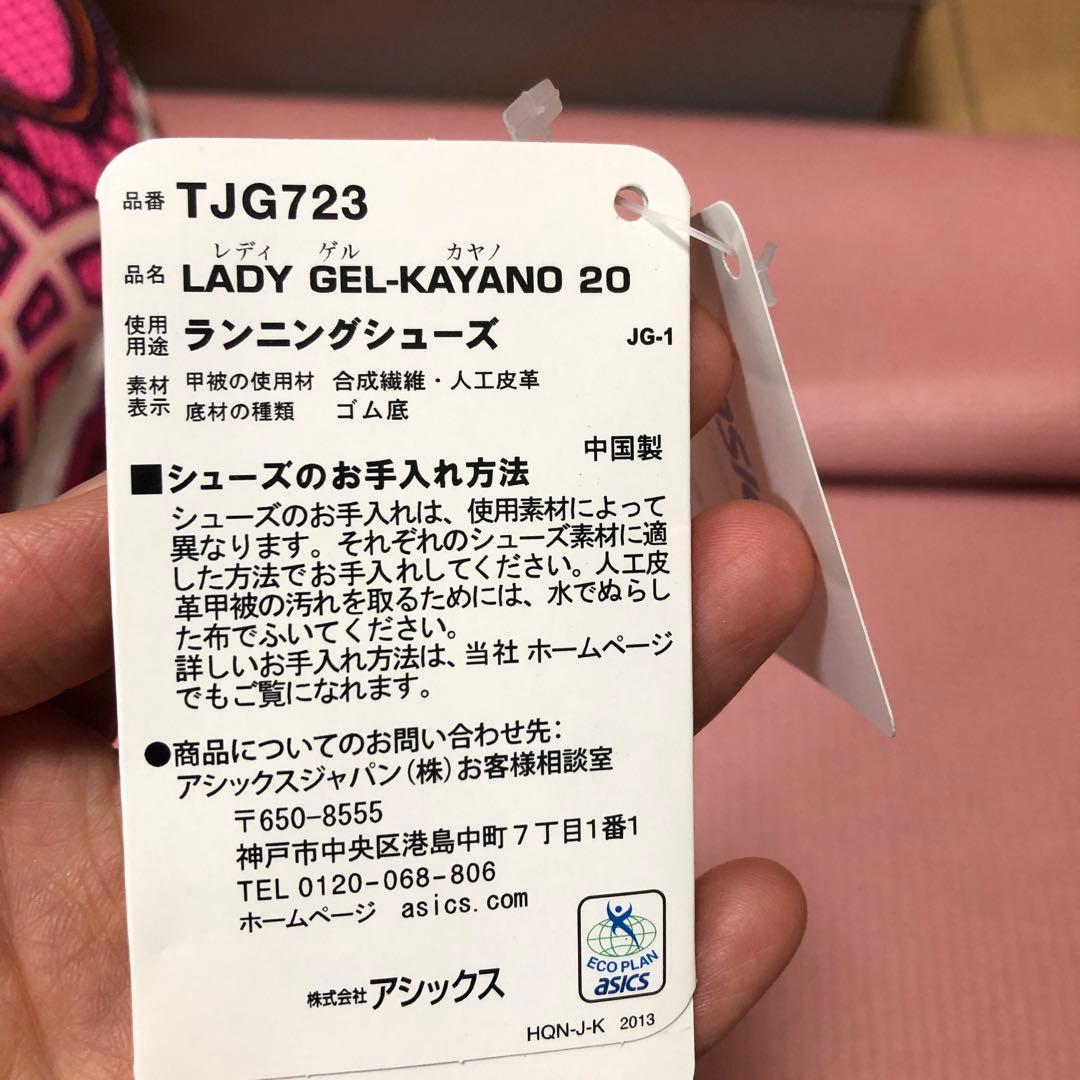 品番 TJG723
レディ ゲル カヤノ
品名 LADY GEL-KAYANO 20
使用用途 ランニングシューズ JG-1
素材表示 甲被の使用材 合成繊維・人工皮革
底材の種類 ゴム底
中国製
■シューズのお手入れ方法
シューズのお手入れは、使用素材によって
異なります。それぞれのシューズ素材に適
した方法でお手入れしてください。人工皮
革甲被の汚れを取るためには、水でぬらし
た布でふいてください。
詳しいお手入れ方法は、当社 ホームページ
でもご覧になれます。
●商品についてのお問い合わせ先:
アシックスジャパン(株)お客様相談室
〒650-8555
神戸市中央区港島中町7丁目1番1
TEL 0120-068-806
ホームページ asics.com
ECO PLAN
asics
株式会社アシックス
HQN-J-K 2013